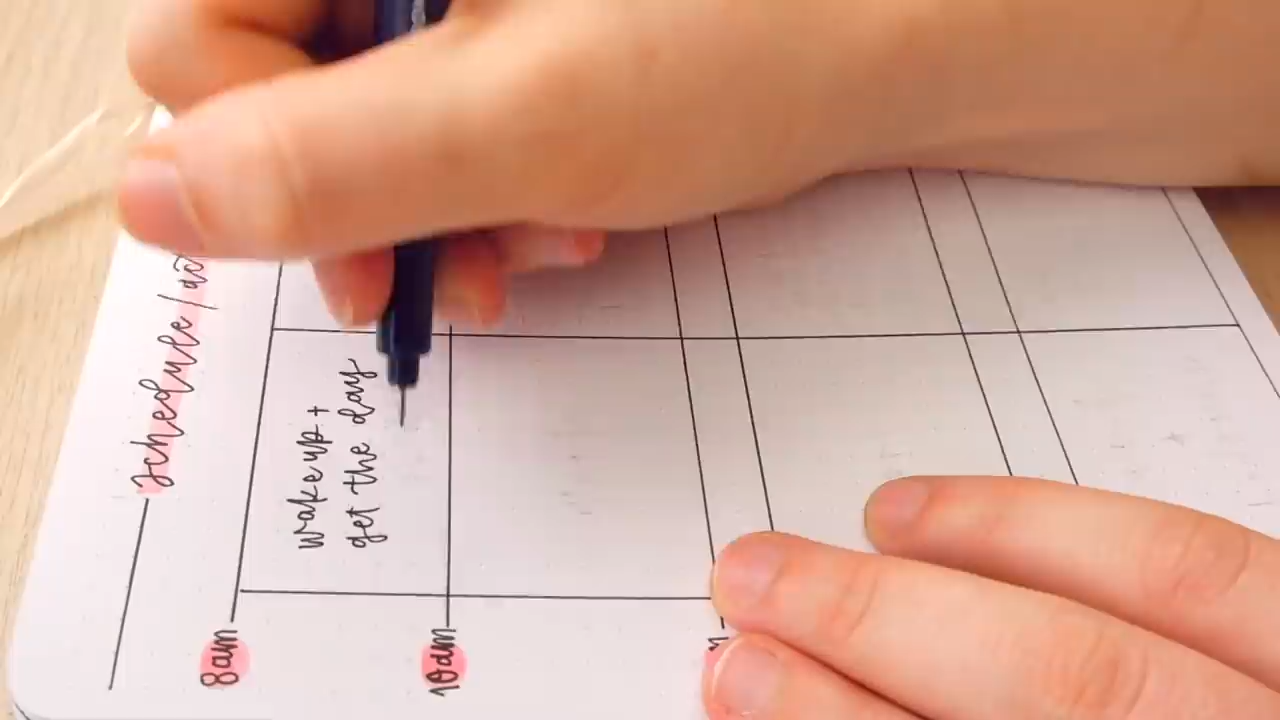 schedule /
8am
wake up +
get the day
10am